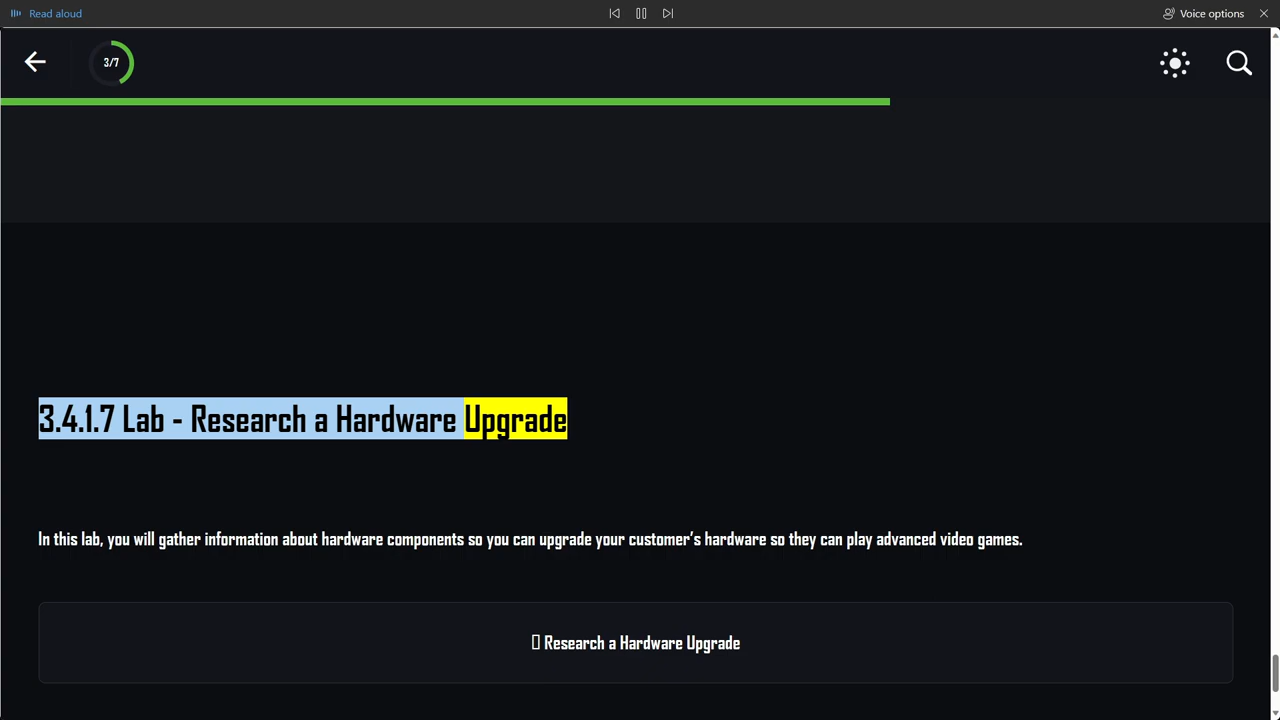 Read aloud
Voice options
3/7
3.4.1.7 Lab - Research a Hardware Upgrade
In this lab, you will gather information about hardware components so you can upgrade your customer’s hardware so they can play advanced video games.
Research a Hardware Upgrade